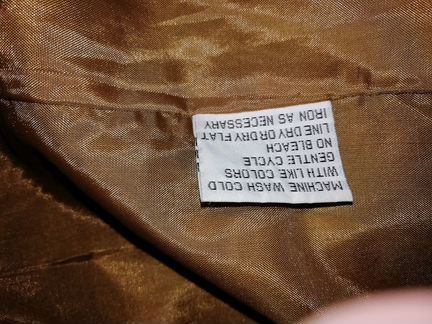 MACHINE WASH COLD
WITH LIKE COLORS
GENTLE CYCLE
NO BLEACH
LINE DRY OR DRY FLAT
IRON AS NECESSARY